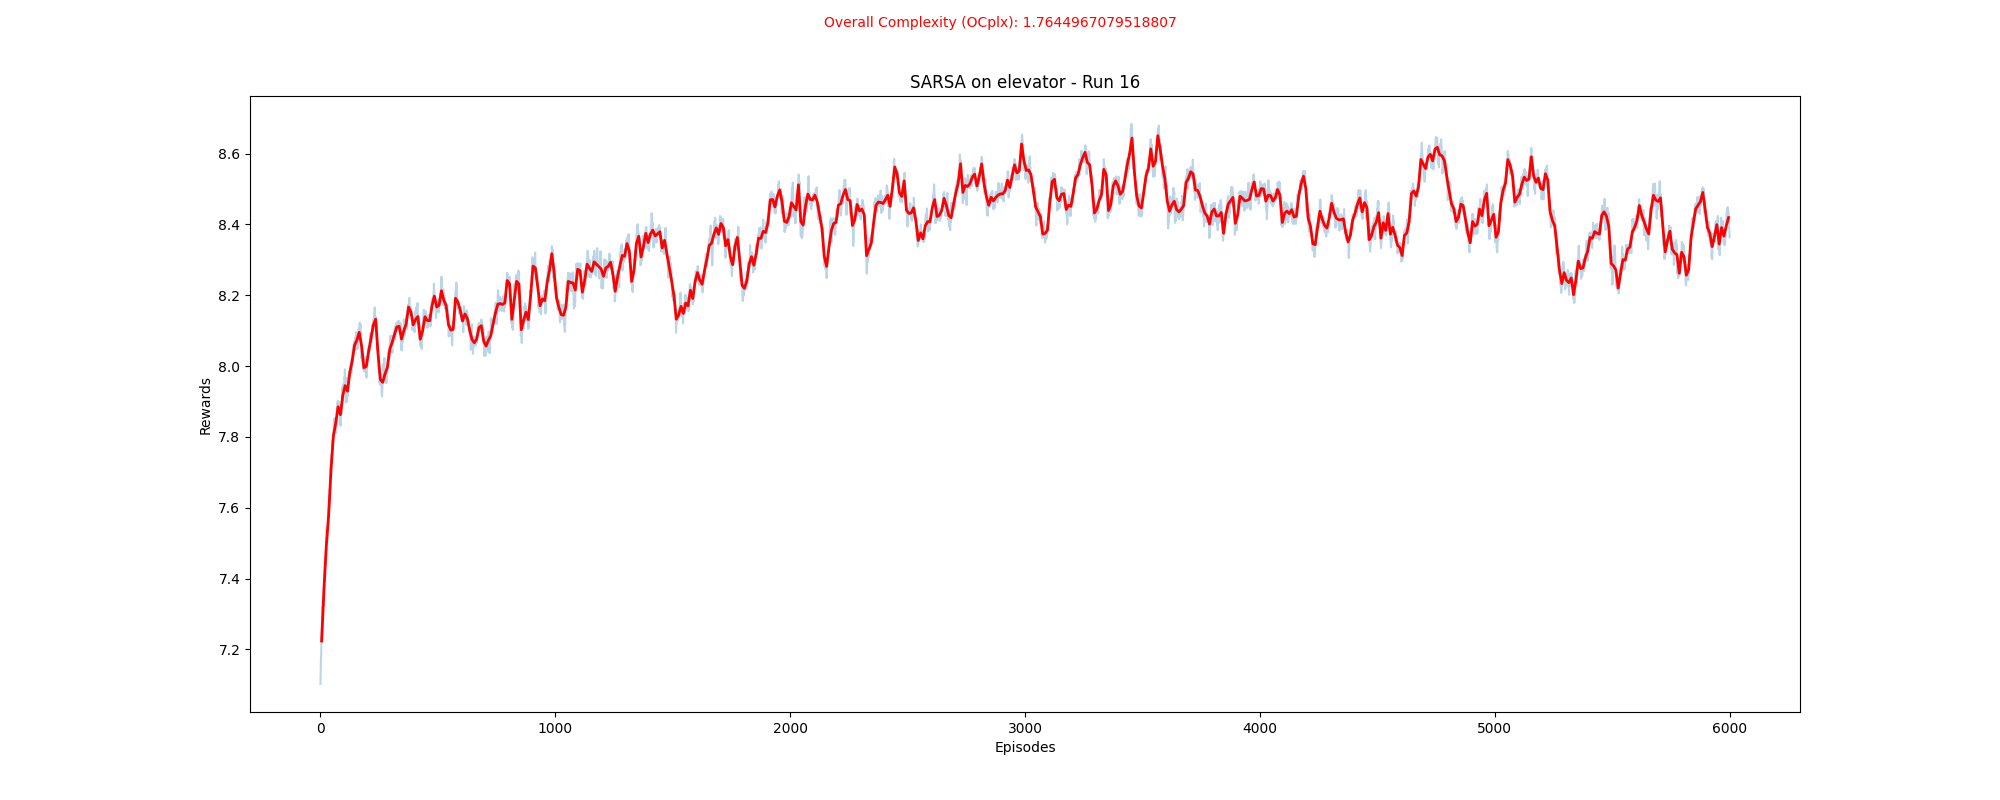 Overall Complexity (OCplx): 1.7644967079518807
SARSA on elevator - Run 16
8.6
8.4
8.2
8.0
7.8
7.6
7.4
7.2
Rewards
0 1000 2000 3000 4000 5000 6000
Episodes